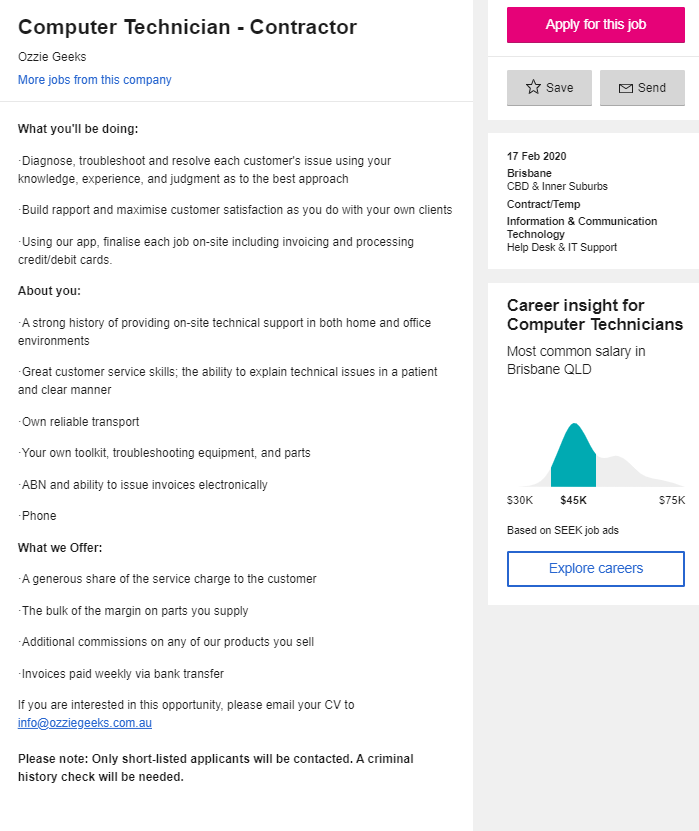 Computer Technician - Contractor
Ozzie Geeks
More jobs from this company
What you'll be doing:
·Diagnose, troubleshoot and resolve each customer's issue using your
knowledge, experience, and judgment as to the best approach
·Build rapport and maximise customer satisfaction as you do with your own clients
·Using our app, finalise each job on-site including invoicing and processing
credit/debit cards.
About you:
·A strong history of providing on-site technical support in both home and office
environments
·Great customer service skills; the ability to explain technical issues in a patient
and clear manner
·Own reliable transport
·Your own toolkit, troubleshooting equipment, and parts
·ABN and ability to issue invoices electronically
·Phone
What we Offer:
·A generous share of the service charge to the customer
·The bulk of the margin on parts you supply
·Additional commissions on any of our products you sell
·Invoices paid weekly via bank transfer
If you are interested in this opportunity, please email your CV to
info@ozziegeeks.com.au
Please note: Only short-listed applicants will be contacted. A criminal
history check will be needed.
Apply for this job
Save
Send
17 Feb 2020
Brisbane
CBD & Inner Suburbs
Contract/Temp
Information & Communication
Technology
Help Desk & IT Support
Career insight for
Computer Technicians
Most common salary in
Brisbane QLD
$30K $45K $75K
Based on SEEK job ads
Explore careers